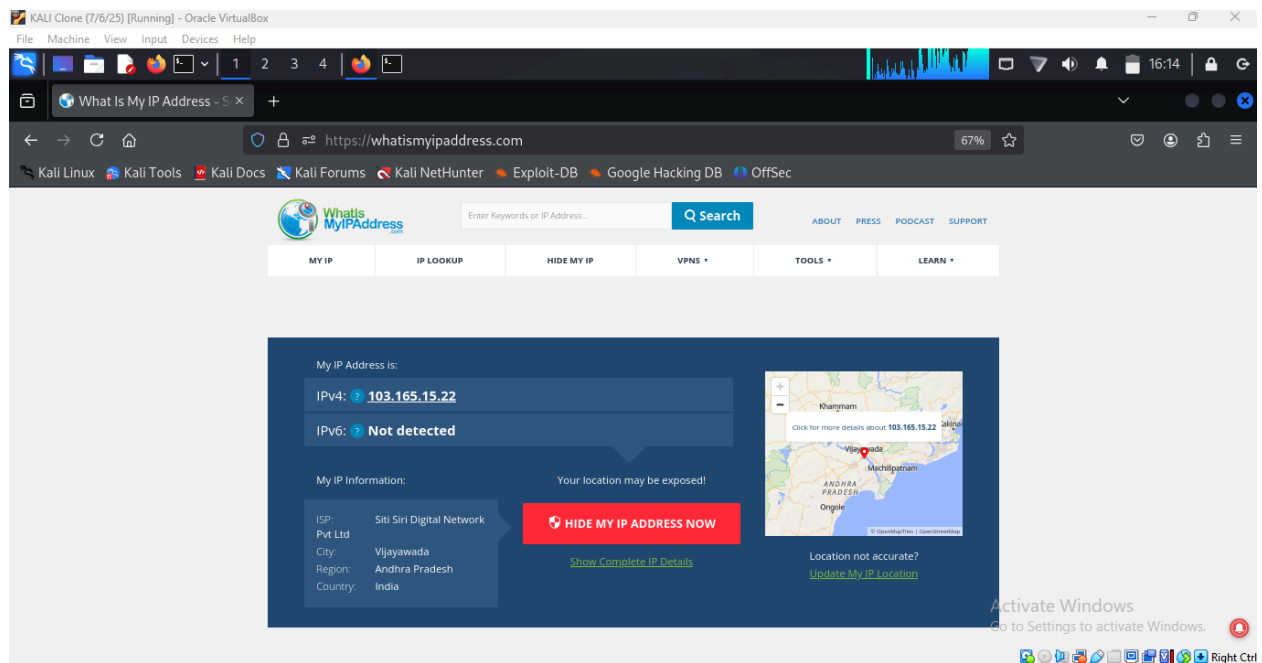 KALI Clone (7/6/25) [Running] - Oracle VirtualBox
File Machine View Input Devices Help
1 2 3 4 16:14
What Is My IP Address - S
https://whatismyipaddress.com 67%
Kali Linux Kali Tools Kali Docs Kali Forums Kali NetHunter Exploit-DB Google Hacking DB OffSec
WhatIs
MyIPAddress
.com
Enter Keywords or IP Address...
Search
ABOUT PRESS PODCAST SUPPORT
MY IP IP LOOKUP HIDE MY IP VPNS TOOLS LEARN
My IP Address is:
IPv4: ? 103.165.15.22
IPv6: ? Not detected
My IP Information:
ISP: Siti Siri Digital Network
Pvt Ltd
City: Vijayawada
Region: Andhra Pradesh
Country: India
Your location may be exposed!
HIDE MY IP ADDRESS NOW
Show Complete IP Details
+
−
Khammam
Click for more details about 103.165.15.22
Machilipatnam
ANDHRA
PRADESH
Ongole
© OpenMapTiles | OpenStreetMap
Location not accurate?
Update My IP Location
Activate Windows
Go to Settings to activate Windows.
Right Ctrl